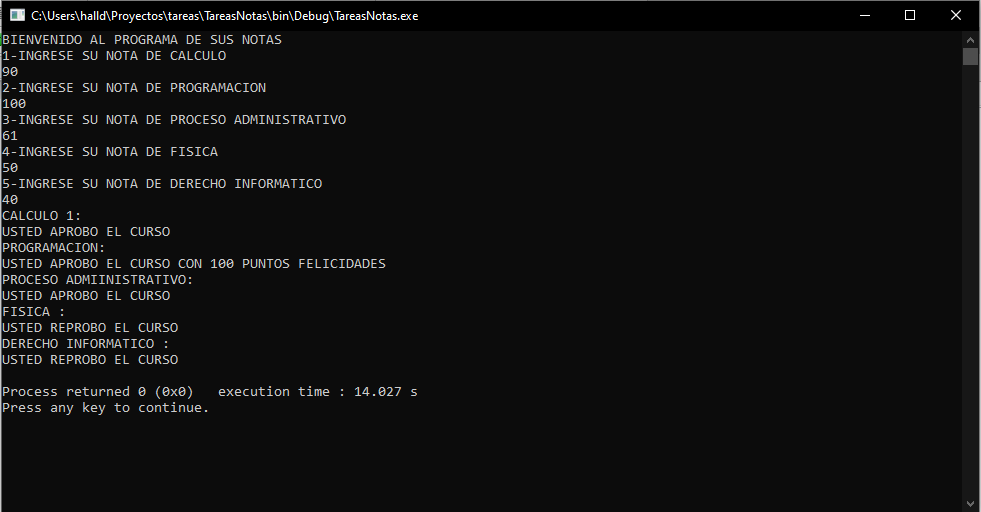 C:\Users\halld\Proyectos\tareas\TareasNotas\bin\Debug\TareasNotas.exe
BIENVENIDO AL PROGRAMA DE SUS NOTAS
1-INGRESE SU NOTA DE CALCULO
90
2-INGRESE SU NOTA DE PROGRAMACION
100
3-INGRESE SU NOTA DE PROCESO ADMINISTRATIVO
61
4-INGRESE SU NOTA DE FISICA
50
5-INGRESE SU NOTA DE DERECHO INFORMATICO
40
CALCULO 1:
USTED APROBO EL CURSO
PROGRAMACION:
USTED APROBO EL CURSO CON 100 PUNTOS FELICIDADES
PROCESO ADMIINISTRATIVO:
USTED APROBO EL CURSO
FISICA :
USTED REPROBO EL CURSO
DERECHO INFORMATICO :
USTED REPROBO EL CURSO
Process returned 0 (0x0)   execution time : 14.027 s
Press any key to continue.